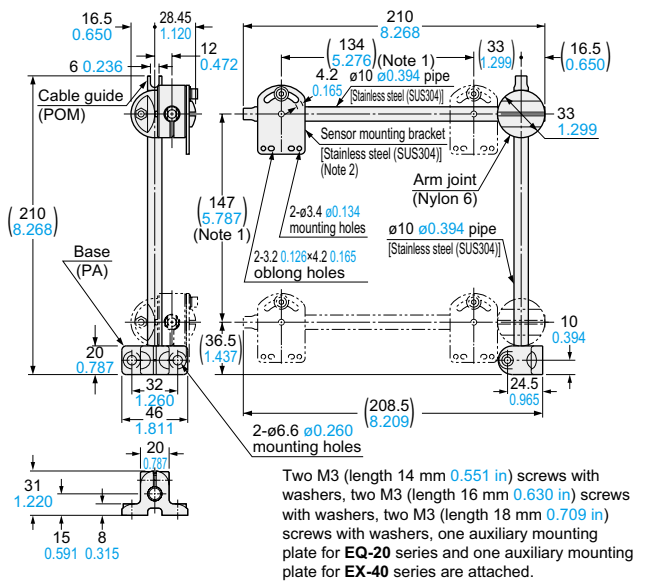 16.5
0.650
28.45
1.120
12
0.472
6 0.236
Cable guide
(POM)
(210
8.268)
Base
(PA)
20
0.787
32
1.260
46
1.811
2-ø6.6 ø0.260
mounting holes
210
8.268
(134
5.276) (Note 1)
(33
1.299)
(16.5
0.650)
4.2
0.165
ø10 ø0.394 pipe
[Stainless steel (SUS304)]
33
1.299
Sensor mounting bracket
[Stainless steel (SUS304)]
(Note 2)
Arm joint
(Nylon 6)
(147
5.787)
(Note 1)
2-ø3.4 ø0.134
mounting holes
ø10 ø0.394 pipe
[Stainless steel (SUS304)]
2-3.2 0.126×4.2 0.165
oblong holes
(36.5
1.437)
10
0.394
24.5
0.965
(208.5)
8.209
20
0.787
31
1.220
15
0.591
8
0.315
Two M3 (length 14 mm 0.551 in) screws with
washers, two M3 (length 16 mm 0.630 in) screws
with washers, two M3 (length 18 mm 0.709 in)
screws with washers, one auxiliary mounting
plate for EQ-20 series and one auxiliary mounting
plate for EX-40 series are attached.